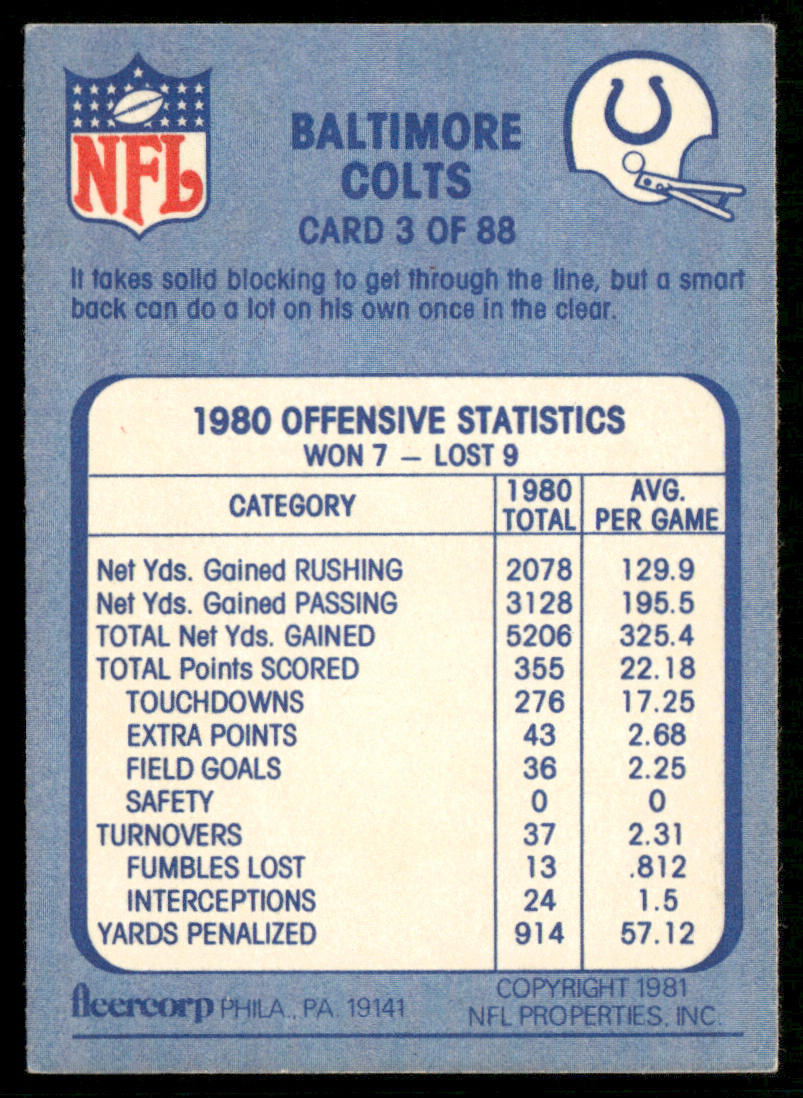 NFL
BALTIMORE
COLTS
CARD 3 OF 88
It takes solid blocking to get through the line, but a smart
back can do a lot on his own once in the clear.
1980 OFFENSIVE STATISTICS
WON 7 — LOST 9
CATEGORY 1980 TOTAL AVG. PER GAME
Net Yds. Gained RUSHING 2078 129.9
Net Yds. Gained PASSING 3128 195.5
TOTAL Net Yds. GAINED 5206 325.4
TOTAL Points SCORED 355 22.18
TOUCHDOWNS 276 17.25
EXTRA POINTS 43 2.68
FIELD GOALS 36 2.25
SAFETY 0 0
TURNOVERS 37 2.31
FUMBLES LOST 13 .812
INTERCEPTIONS 24 1.5
YARDS PENALIZED 914 57.12
fleercorp PHILA., PA. 19141
COPYRIGHT 1981
NFL PROPERTIES, INC.